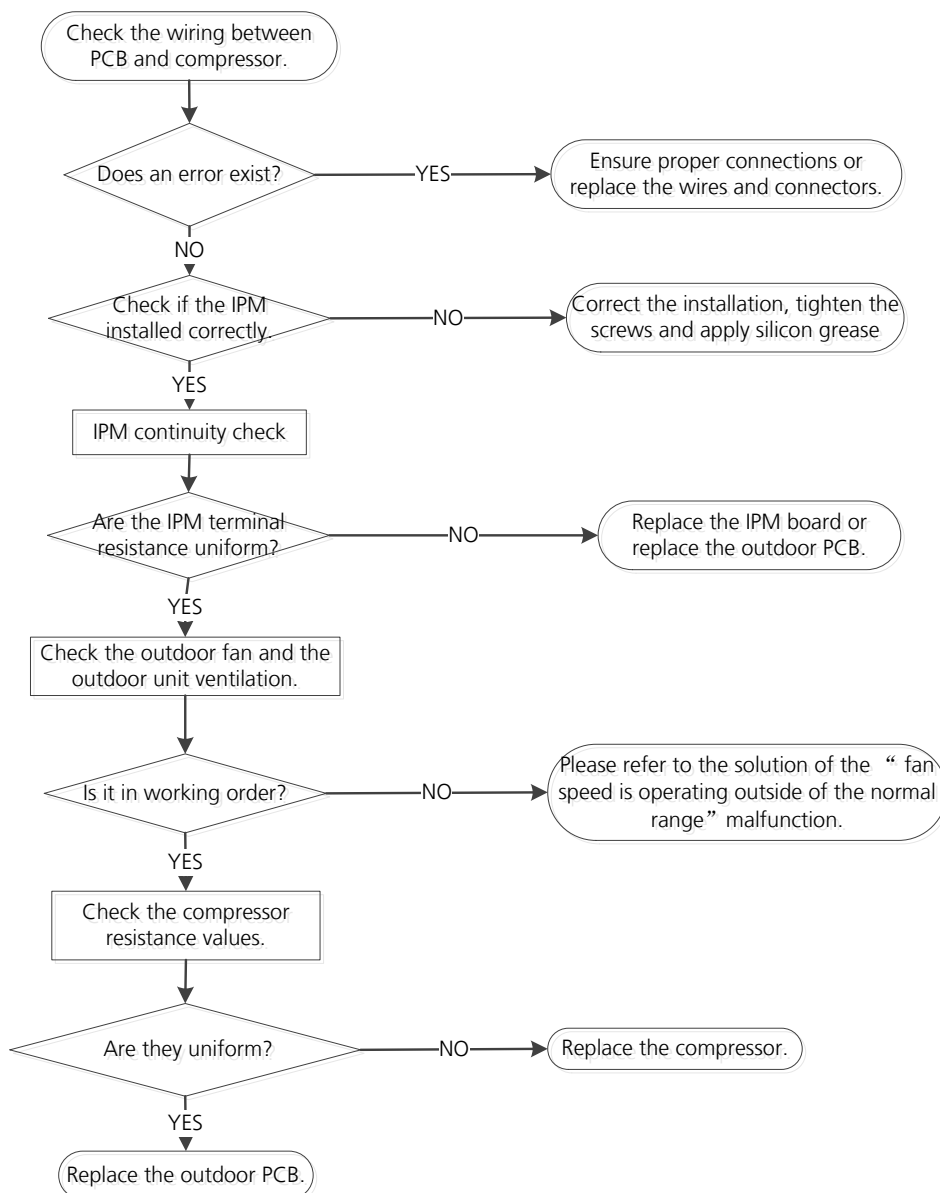 Check the wiring between
PCB and compressor.
Does an error exist?
YES
Ensure proper connections or
replace the wires and connectors.
NO
Check if the IPM
installed correctly.
NO
Correct the installation, tighten the
screws and apply silicon grease
YES
IPM continuity check
Are the IPM terminal
resistance uniform?
NO
Replace the IPM board or
replace the outdoor PCB.
YES
Check the outdoor fan and the
outdoor unit ventilation.
Is it in working order?
NO
Please refer to the solution of the “ fan
speed is operating outside of the normal
range” malfunction.
YES
Check the compressor
resistance values.
Are they uniform?
NO
Replace the compressor.
YES
Replace the outdoor PCB.